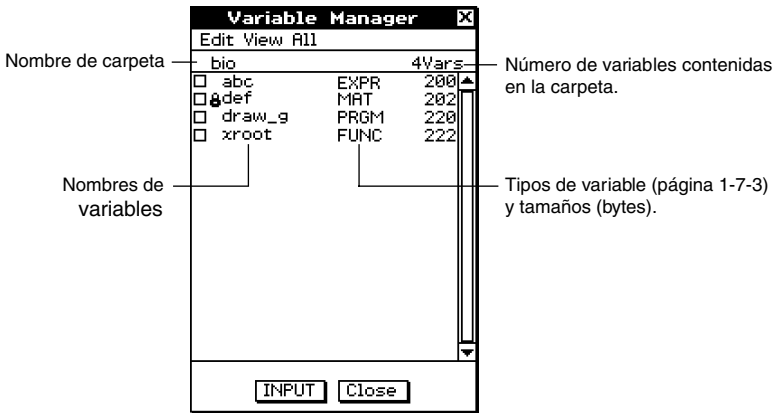 Variable Manager
Edit View All
Nombre de carpeta
bio 4Vars
Número de variables contenidas
en la carpeta.
abc EXPR 200
def MAT 202
draw_g PRGM 220
xroot FUNC 222
Nombres de
variables
Tipos de variable (página 1-7-3)
y tamaños (bytes).
INPUT Close